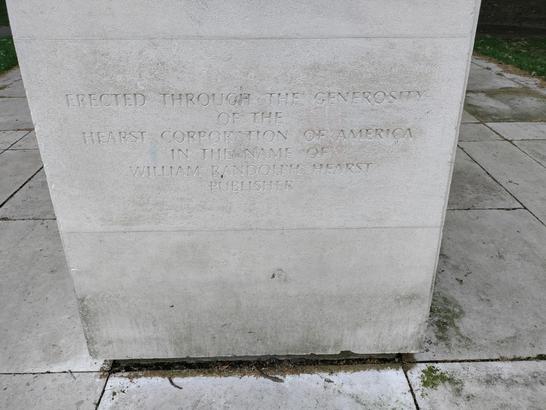 ERECTED THROUGH THE GENEROSITY
OF THE
HEARST CORPORATION OF AMERICA
IN THE NAME OF
WILLIAM RANDOLPH HEARST
PUBLISHER